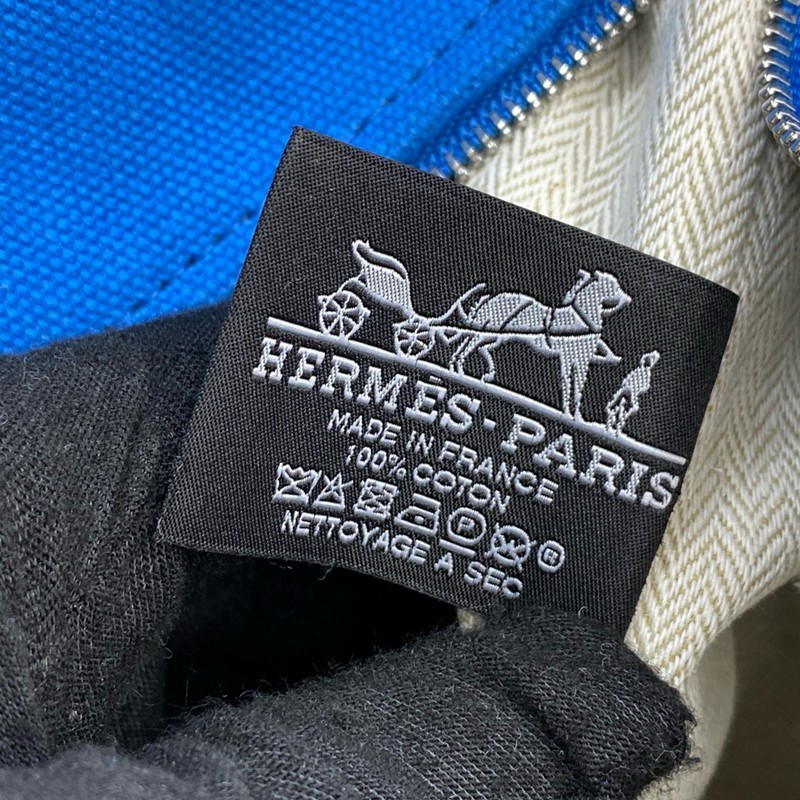 HERMÈS-PARIS
MADE IN FRANCE
100% COTON
P W ®
NETTOYAGE A SEC